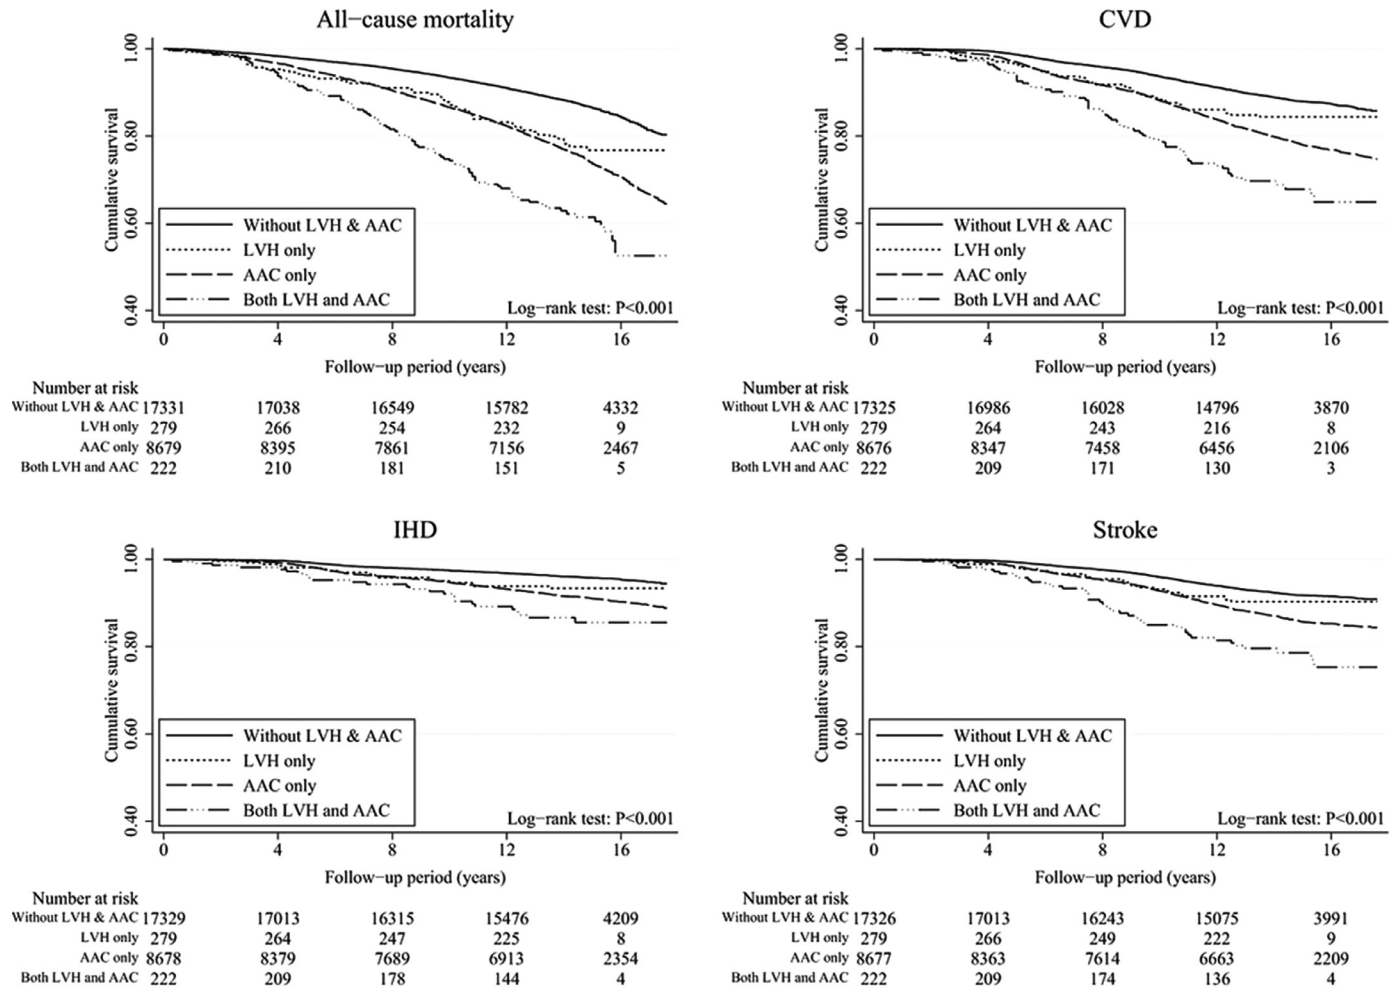 All−cause mortality
Cumulative survival
1.00
0.80
0.60
0.40
Without LVH & AAC
LVH only
AAC only
Both LVH and AAC
Log−rank test: P<0.001
0 4 8 12 16
Follow−up period (years)
Number at risk
Without LVH & AAC 17331 17038 16549 15782 4332
LVH only 279 266 254 232 9
AAC only 8679 8395 7861 7156 2467
Both LVH and AAC 222 210 181 151 5
CVD
Cumulative survival
1.00
0.80
0.60
0.40
Without LVH & AAC
LVH only
AAC only
Both LVH and AAC
Log−rank test: P<0.001
0 4 8 12 16
Follow−up period (years)
Number at risk
Without LVH & AAC 17325 16986 16028 14796 3870
LVH only 279 264 243 216 8
AAC only 8676 8347 7458 6456 2106
Both LVH and AAC 222 209 171 130 3
IHD
Cumulative survival
1.00
0.80
0.60
0.40
Without LVH & AAC
LVH only
AAC only
Both LVH and AAC
Log−rank test: P<0.001
0 4 8 12 16
Follow−up period (years)
Number at risk
Without LVH & AAC 17329 17013 16315 15476 4209
LVH only 279 264 247 225 8
AAC only 8678 8379 7689 6913 2354
Both LVH and AAC 222 209 178 144 4
Stroke
Cumulative survival
1.00
0.80
0.60
0.40
Without LVH & AAC
LVH only
AAC only
Both LVH and AAC
Log−rank test: P<0.001
0 4 8 12 16
Follow−up period (years)
Number at risk
Without LVH & AAC 17326 17013 16243 15075 3991
LVH only 279 266 249 222 9
AAC only 8677 8363 7614 6663 2209
Both LVH and AAC 222 209 174 136 4